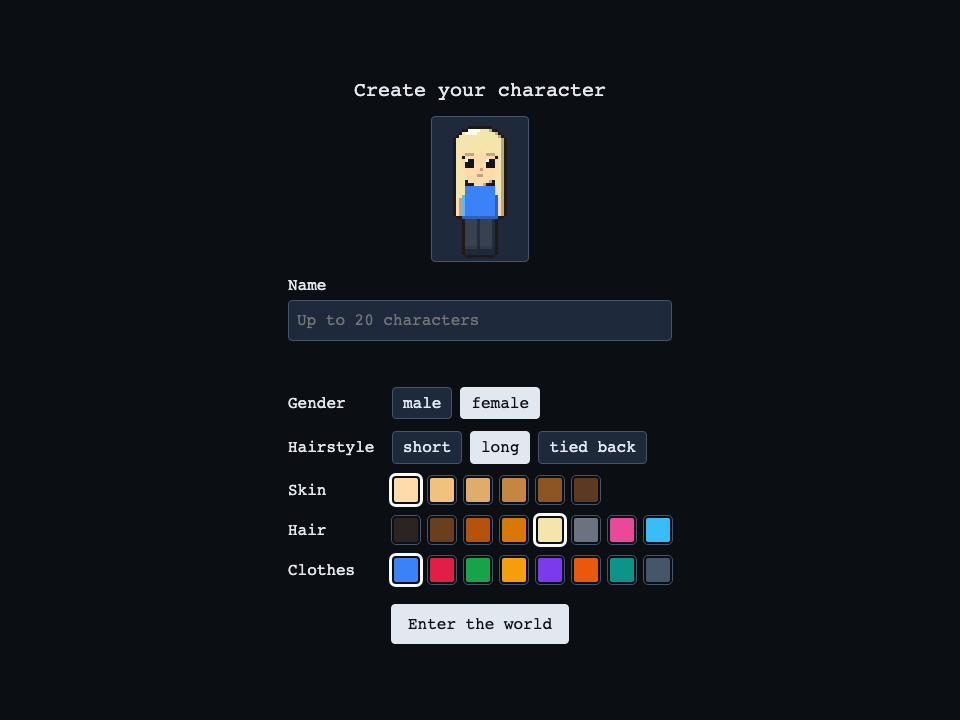 Create your character
Name
Up to 20 characters
Gender male female
Hairstyle short long tied back
Skin
Hair
Clothes
Enter the world